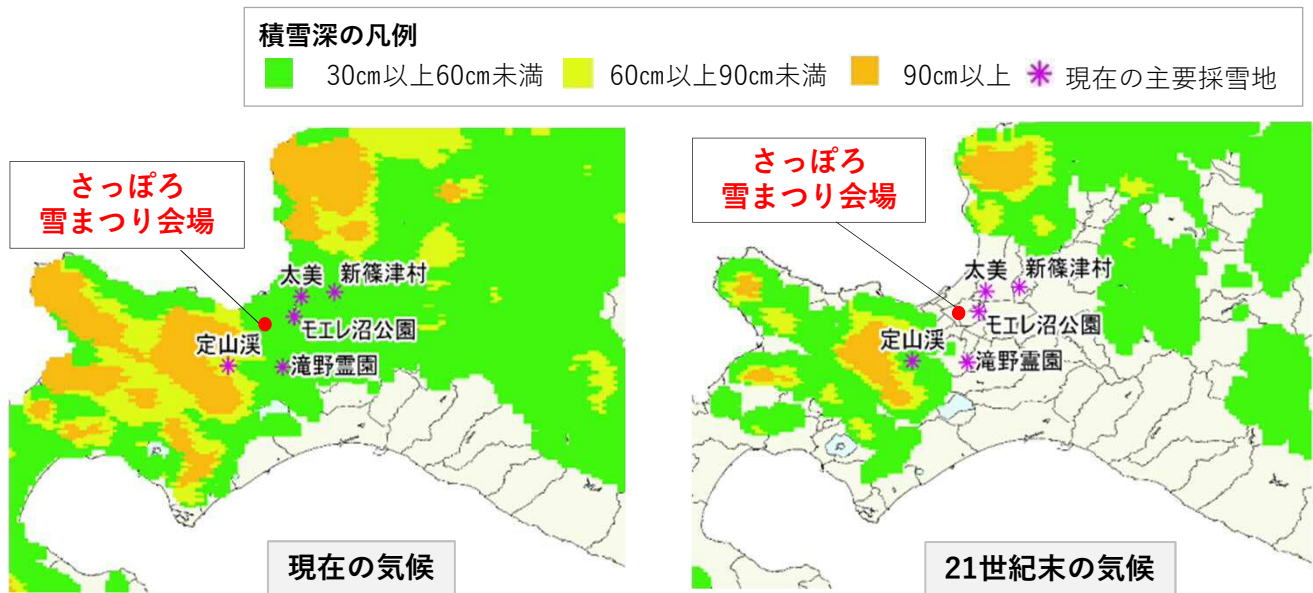 積雪深の凡例
30㎝以上60㎝未満
60㎝以上90㎝未満
90㎝以上
現在の主要採雪地
さっぽろ
雪まつり会場
太美
新篠津村
モエレ沼公園
定山渓
滝野霊園
現在の気候
さっぽろ
雪まつり会場
太美
新篠津村
モエレ沼公園
定山渓
滝野霊園
21世紀末の気候